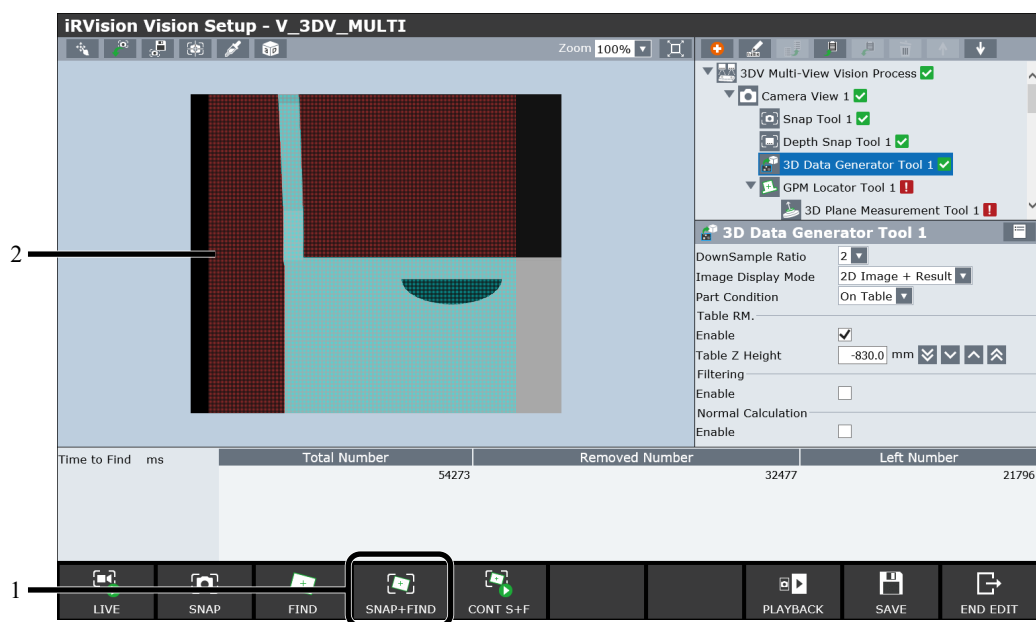 iRVision Vision Setup - V_3DV_MULTI
Zoom 100%
3DV Multi-View Vision Process
Camera View 1
Snap Tool 1
Depth Snap Tool 1
3D Data Generator Tool 1
GPM Locator Tool 1
3D Plane Measurement Tool 1
3D Data Generator Tool 1
DownSample Ratio 2
Image Display Mode 2D Image + Result
Part Condition On Table
Table RM.
Enable
Table Z Height -830.0 mm
Filtering
Enable
Normal Calculation
Enable
2
Time to Find ms Total Number Removed Number Left Number
54273 32477 21796
1
LIVE SNAP FIND SNAP+FIND CONT S+F PLAYBACK SAVE END EDIT